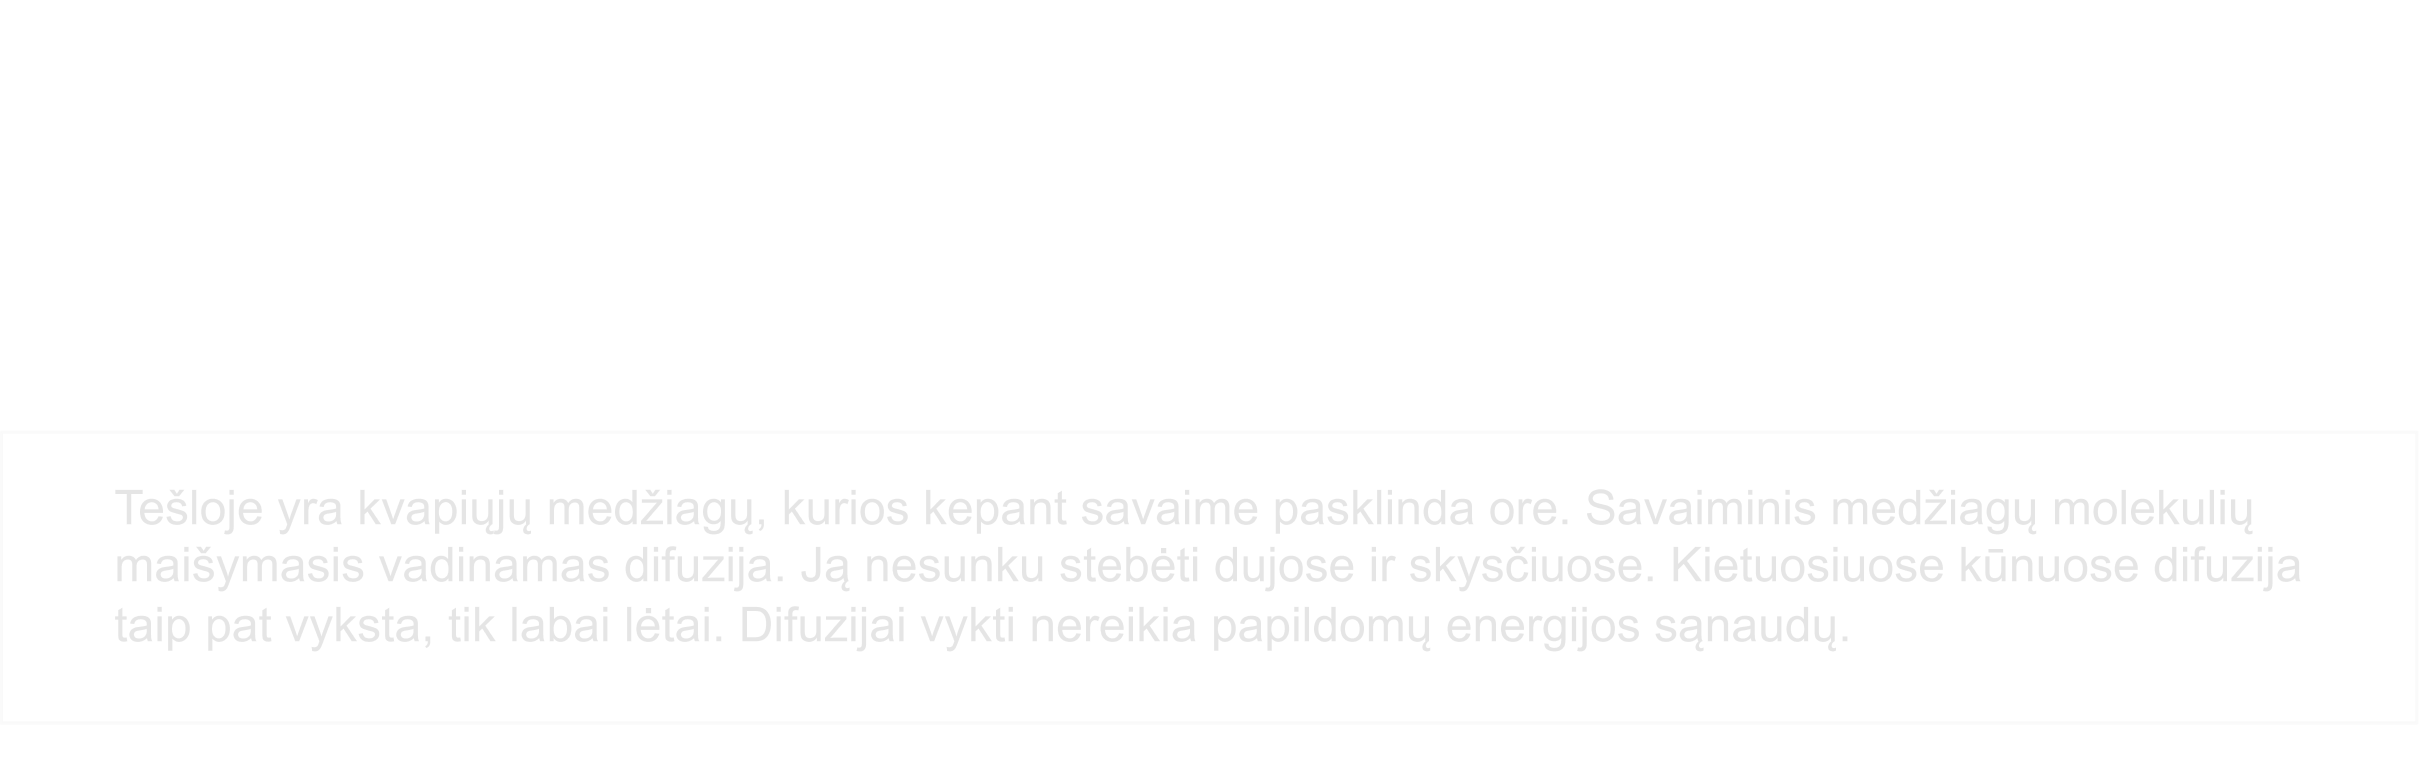 Tešloje yra kvapiųjų medžiagų, kurios kepant savaime pasklinda ore. Savaiminis medžiagų molekulių
maišymasis vadinamas difuzija. Ją nesunku stebėti dujose ir skysčiuose. Kietuosiuose kūnuose difuzija
taip pat vyksta, tik labai lėtai. Difuzijai vykti nereikia papildomų energijos sąnaudų.